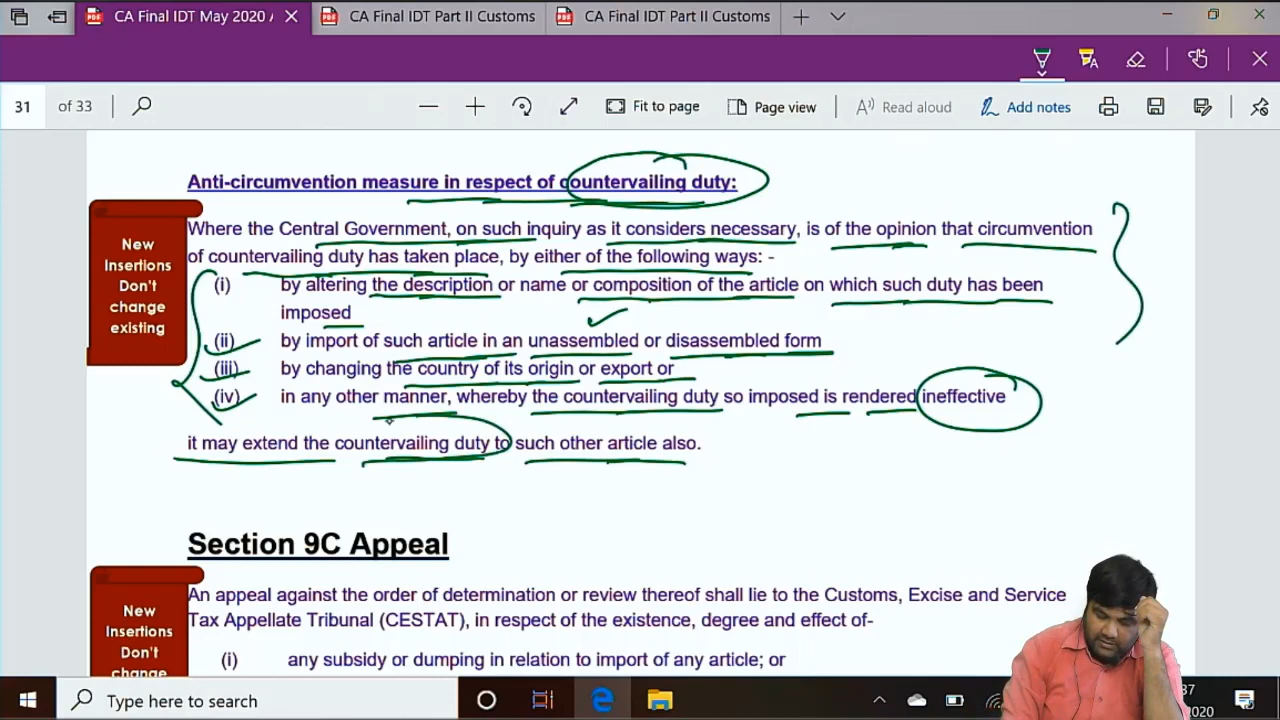 CA Final IDT May 2020 A
CA Final IDT Part II Customs
CA Final IDT Part II Customs
31 of 33
Fit to page
Page view
Read aloud
Add notes
Anti-circumvention measure in respect of countervailing duty:
New
Insertions
Don't
change
existing
Where the Central Government, on such inquiry as it considers necessary, is of the opinion that circumvention
of countervailing duty has taken place, by either of the following ways: -
(i) by altering the description or name or composition of the article on which such duty has been
imposed
(ii) by import of such article in an unassembled or disassembled form
(iii) by changing the country of its origin or export or
(iv) in any other manner, whereby the countervailing duty so imposed is rendered ineffective
it may extend the countervailing duty to such other article also.
Section 9C Appeal
New
Insertions
Don't
change
An appeal against the order of determination or review thereof shall lie to the Customs, Excise and Service
Tax Appellate Tribunal (CESTAT), in respect of the existence, degree and effect of-
(i) any subsidy or dumping in relation to import of any article; or
Type here to search
37
2020